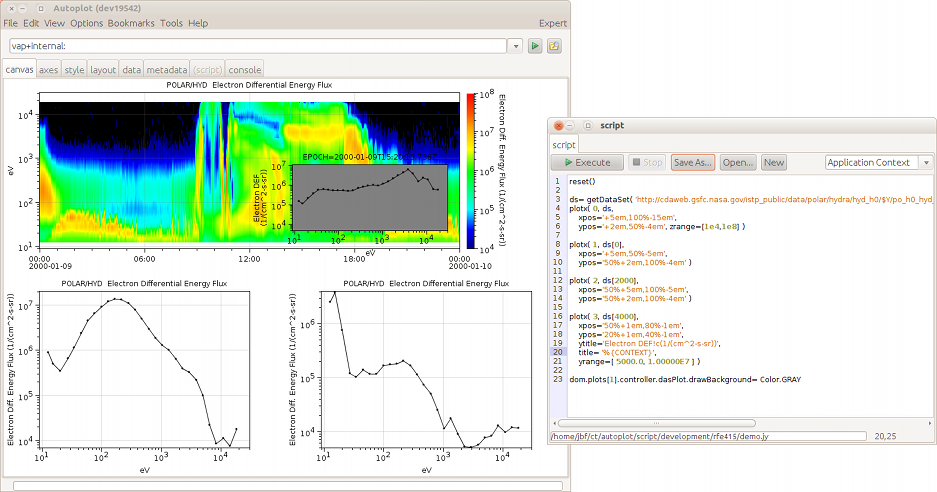 Autoplot (dev19542)
File Edit View Options Bookmarks Tools Help Expert
vap+internal:
canvas axes style layout data metadata (script) console
POLAR/HYD Electron Differential Energy Flux
10^4
10^3
10^2
10^1
eV
00:00 06:00 12:00 18:00 00:00
2000-01-09 2000-01-10
eV
10^8
10^7
10^6
10^5
10^4
Electron Diff. Energy Flux (1/(cm^2-s-sr))
10^7
10^6
10^5
10^4
Electron DEF
(1/(cm^2-s-sr))
10^1 10^2 10^3 10^4
POLAR/HYD Electron Differential Energy Flux
Electron Diff. Energy Flux (1/(cm^2-s-sr))
10^7
10^6
10^5
10^4
10^1 10^2 10^3 10^4
eV
POLAR/HYD Electron Differential Energy Flux
Electron Diff. Energy Flux (1/(cm^2-s-sr))
10^6
10^5
10^4
10^1 10^2 10^3 10^4
eV
script
script
Execute Stop Save As... Open... New Application Context
1 reset()
2
3 ds= getDataSet( 'http://cdaweb.gsfc.nasa.gov/istp_public/data/polar/hydra/hyd_h0/$Y/po_h0_hyd_
4 plotx( 0, ds,
5 xpos='+5em,100%-15em',
6 ypos='+2em,50%-4em', zrange=[1e4,1e8] )
7
8 plotx( 1, ds[0],
9 xpos='+5em,50%-5em',
10 ypos='50%+2em,100%-4em' )
11
12 plotx( 2, ds[2000],
13 xpos='50%+5em,100%-5em',
14 ypos='50%+2em,100%-4em' )
15
16 plotx( 3, ds[4000],
17 xpos='50%+1em,80%-1em',
18 ypos='20%+1em,40%-1em',
19 ytitle='Electron DEF!c(1/(cm^2-s-sr))',
20 title= '%{CONTEXT}',
21 yrange=[ 5000.0, 1.00000E7 ] )
22
23 dom.plots[1].controller.dasPlot.drawBackground= Color.GRAY
/home/jbf/ct/autoplot/script/development/rfe415/demo.jy 20,25